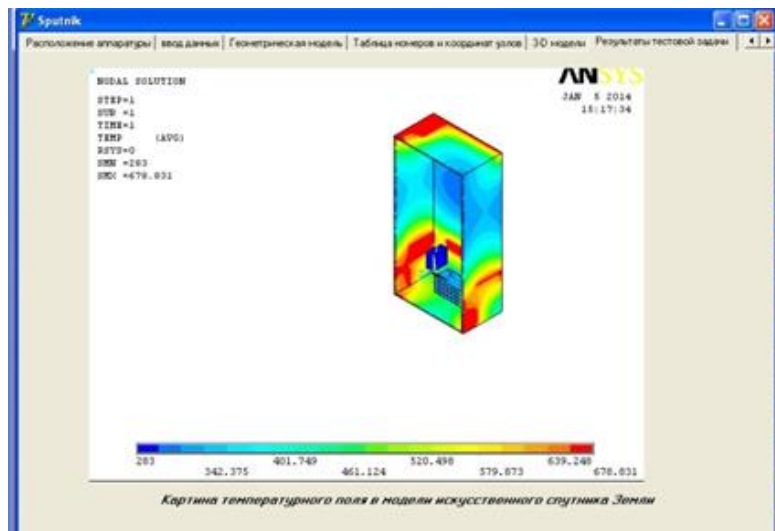 Sputnik
Расположение аппаратуры ввод данных Геометрическая модель Таблица номеров и координат узлов 3-D модели Результаты тестовой задачи
NODAL SOLUTION
ANSYS
STEP=1
SUB =1
TIME=1
TEMP (AVG)
RSYS=0
SMN =283
SMX =678.831
JAN 5 2014
15:17:34
283 401.749 520.498 639.248
342.375 461.124 579.873 678.831
Картина температурного поля в модели искусственного спутника Земли